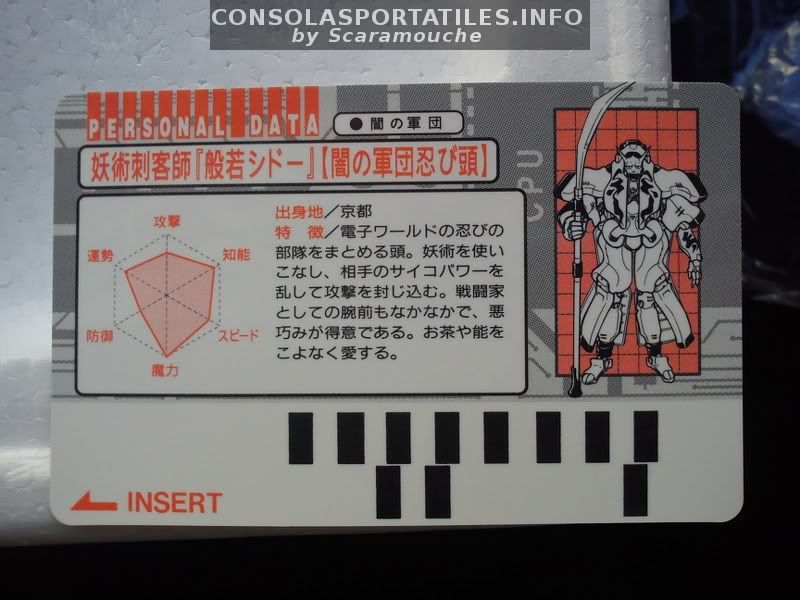 CONSOLASPORTATILES.INFO
by Scaramouche
PERSONAL DATA
●闇の軍団
妖術刺客師『般若シドー』【闇の軍団忍び頭】
CPU
攻撃
運勢
知能
防御
スピード
魔力
出身地／京都
特　徴／電子ワールドの忍びの
部隊をまとめる頭。妖術を使い
こなし、相手のサイコパワーを
乱して攻撃を封じ込む。戦闘家
としての腕前もなかなかで、悪
巧みが得意である。お茶や能を
こよなく愛する。
INSERT